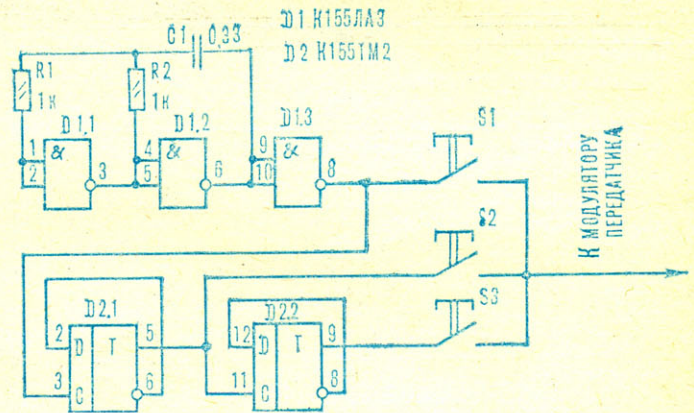 D1 К155ЛА3
D2 К155ТМ2
C1 0,33
R1
1к
R2
1к
D1,1
D1,2
D1,3
1
2
&
3
4
5
&
6
9
10
&
8
S1
S2
S3
К МОДУЛЯТОРУ
ПЕРЕДАТЧИКА
D2,1
2
D
T
5
3
C
6
D2,2
12
D
T
9
11
C
8